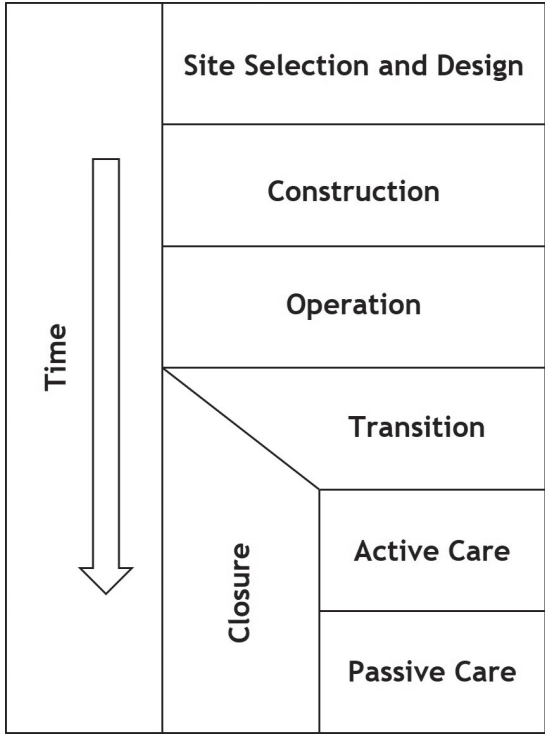 Site Selection and Design
Construction
Operation
Time
Transition
Closure
Active Care
Passive Care